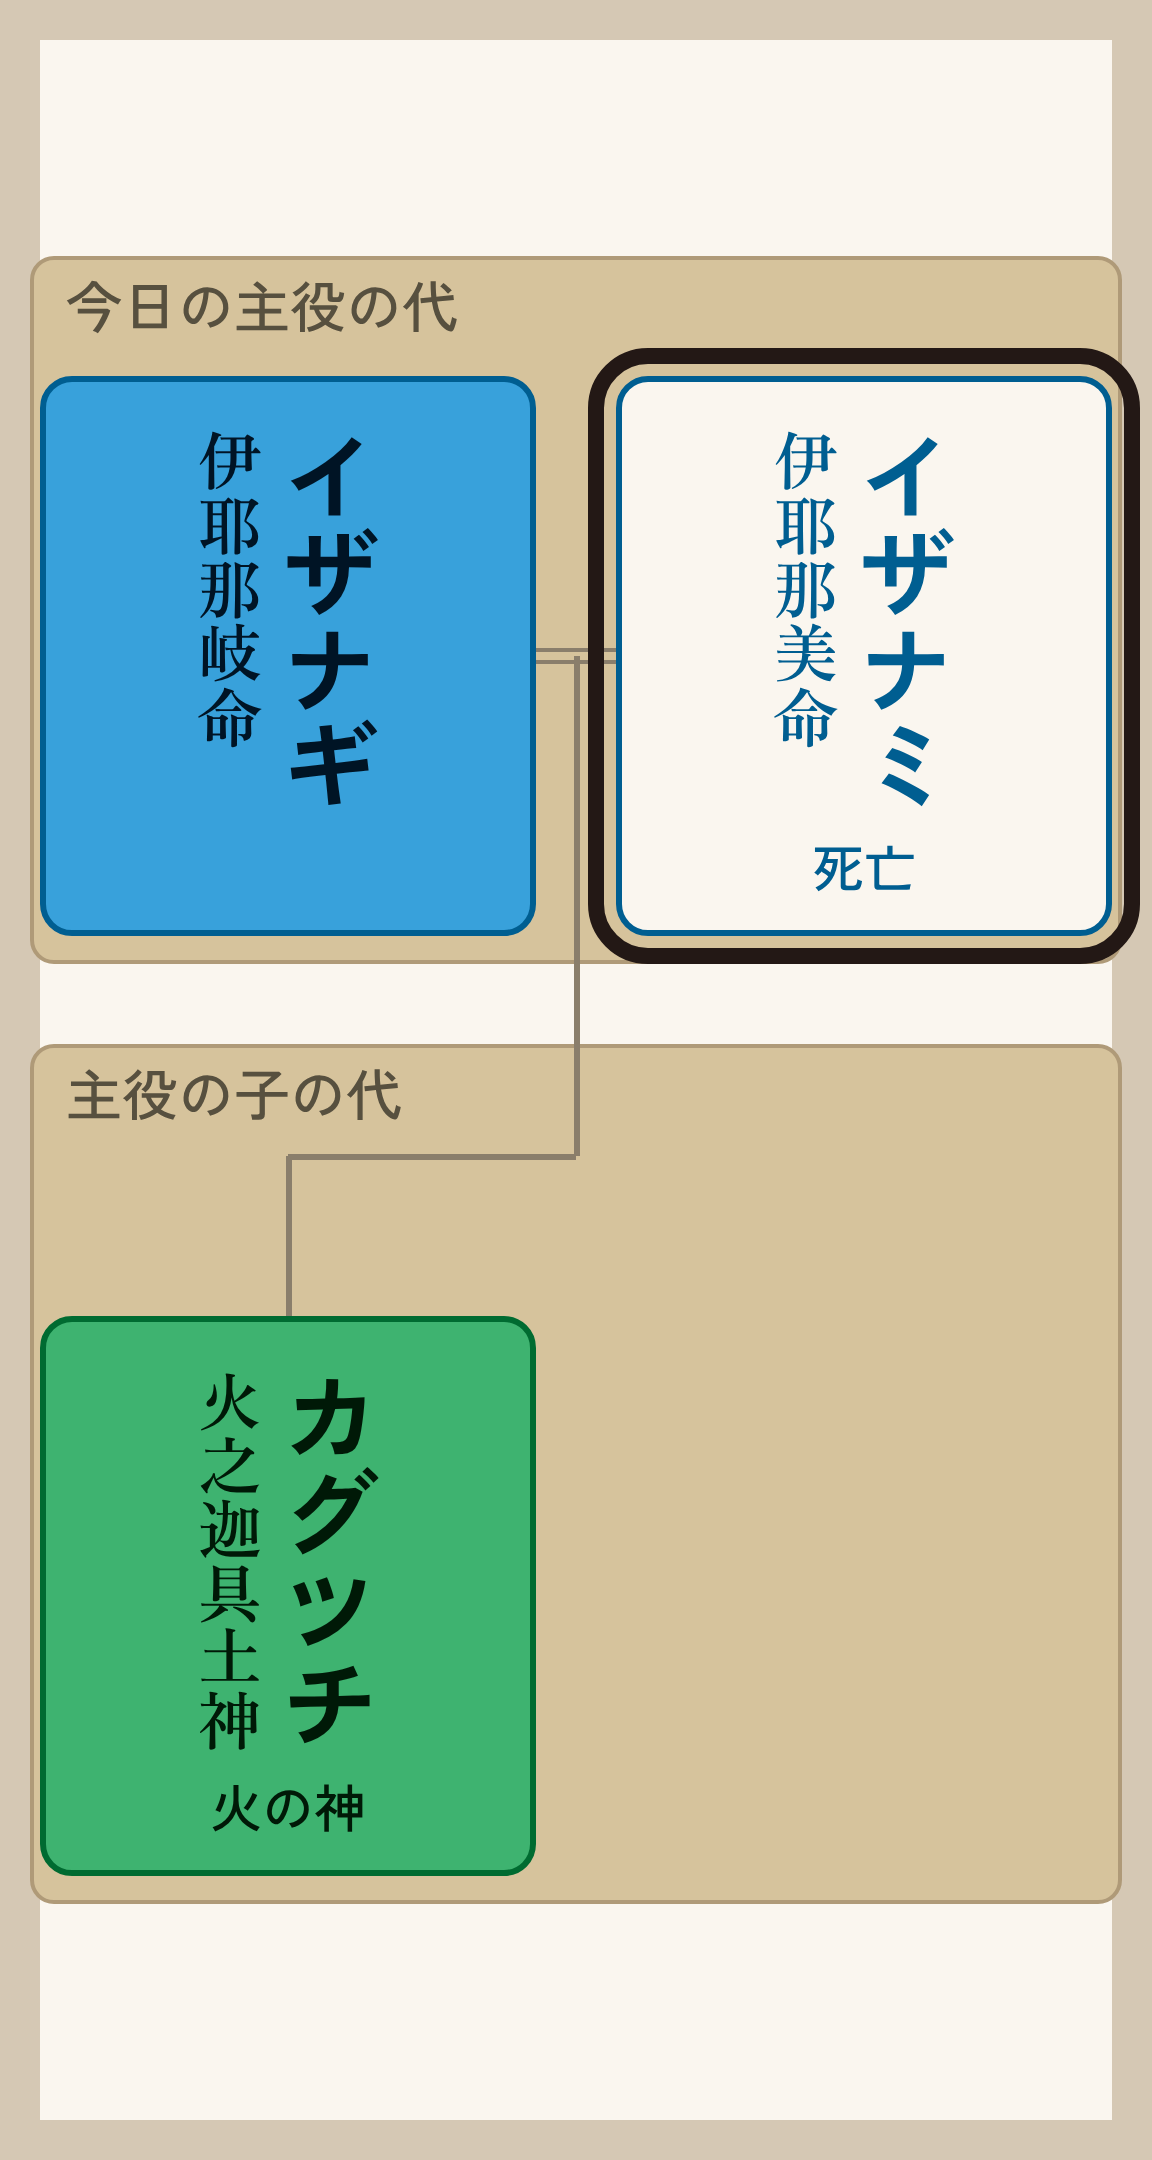 今日の主役の代
イザナギ
伊耶那岐命
イザナミ
伊耶那美命
死亡
主役の子の代
カグツチ
火之迦具土神
火の神